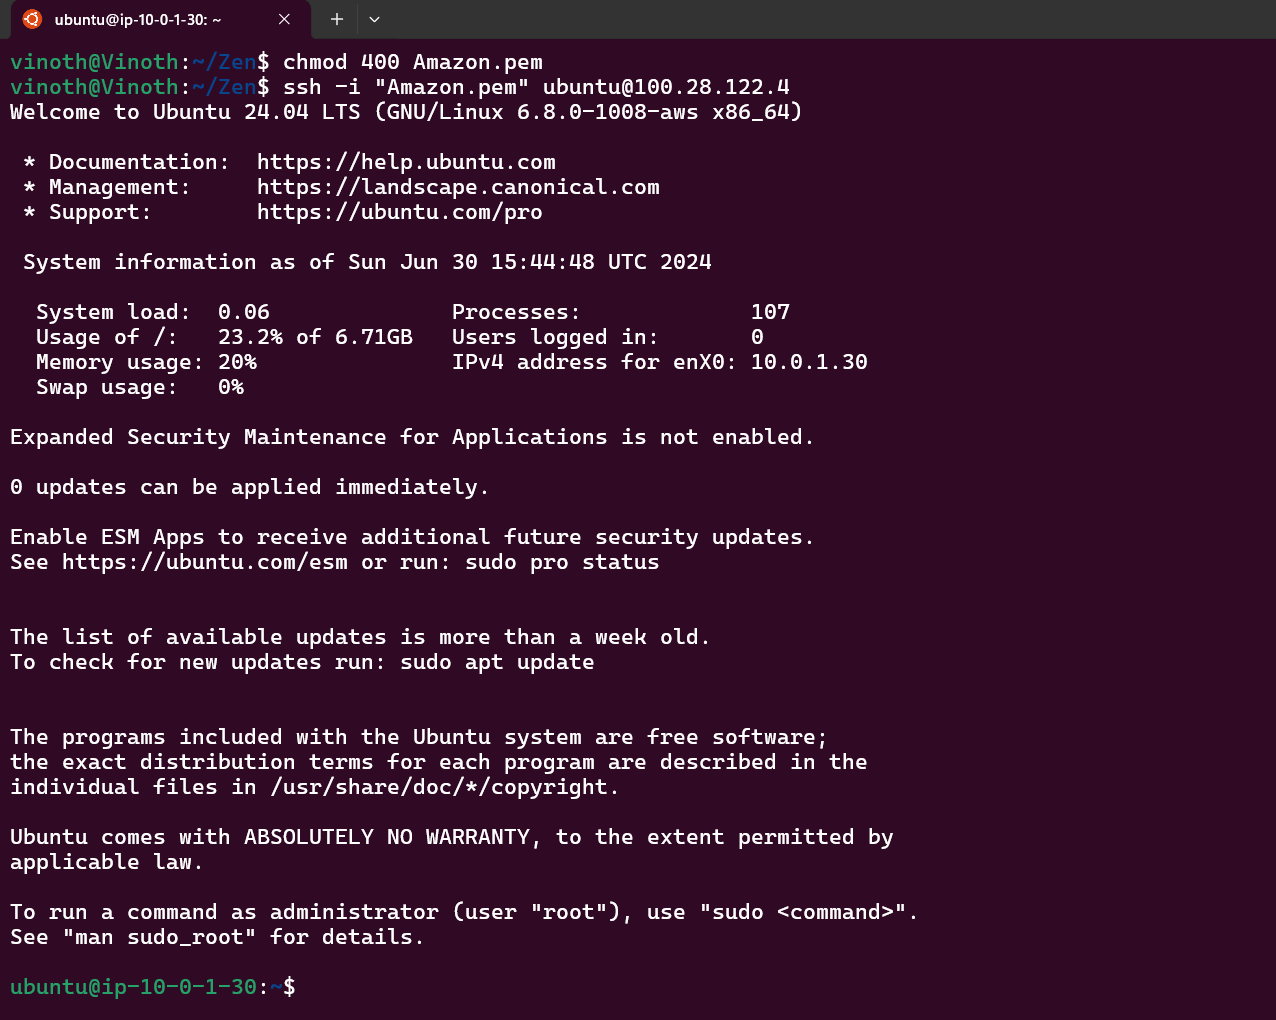 ubuntu@ip-10-0-1-30: ~
vinoth@Vinoth:~/Zen$ chmod 400 Amazon.pem
vinoth@Vinoth:~/Zen$ ssh -i "Amazon.pem" ubuntu@100.28.122.4
Welcome to Ubuntu 24.04 LTS (GNU/Linux 6.8.0-1008-aws x86_64)

 * Documentation:  https://help.ubuntu.com
 * Management:     https://landscape.canonical.com
 * Support:        https://ubuntu.com/pro

 System information as of Sun Jun 30 15:44:48 UTC 2024

  System load:  0.06              Processes:             107
  Usage of /:   23.2% of 6.71GB   Users logged in:       0
  Memory usage: 20%               IPv4 address for enX0: 10.0.1.30
  Swap usage:   0%

Expanded Security Maintenance for Applications is not enabled.

0 updates can be applied immediately.

Enable ESM Apps to receive additional future security updates.
See https://ubuntu.com/esm or run: sudo pro status

The list of available updates is more than a week old.
To check for new updates run: sudo apt update

The programs included with the Ubuntu system are free software;
the exact distribution terms for each program are described in the
individual files in /usr/share/doc/*/copyright.

Ubuntu comes with ABSOLUTELY NO WARRANTY, to the extent permitted by
applicable law.

To run a command as administrator (user "root"), use "sudo <command>".
See "man sudo_root" for details.

ubuntu@ip-10-0-1-30:~$